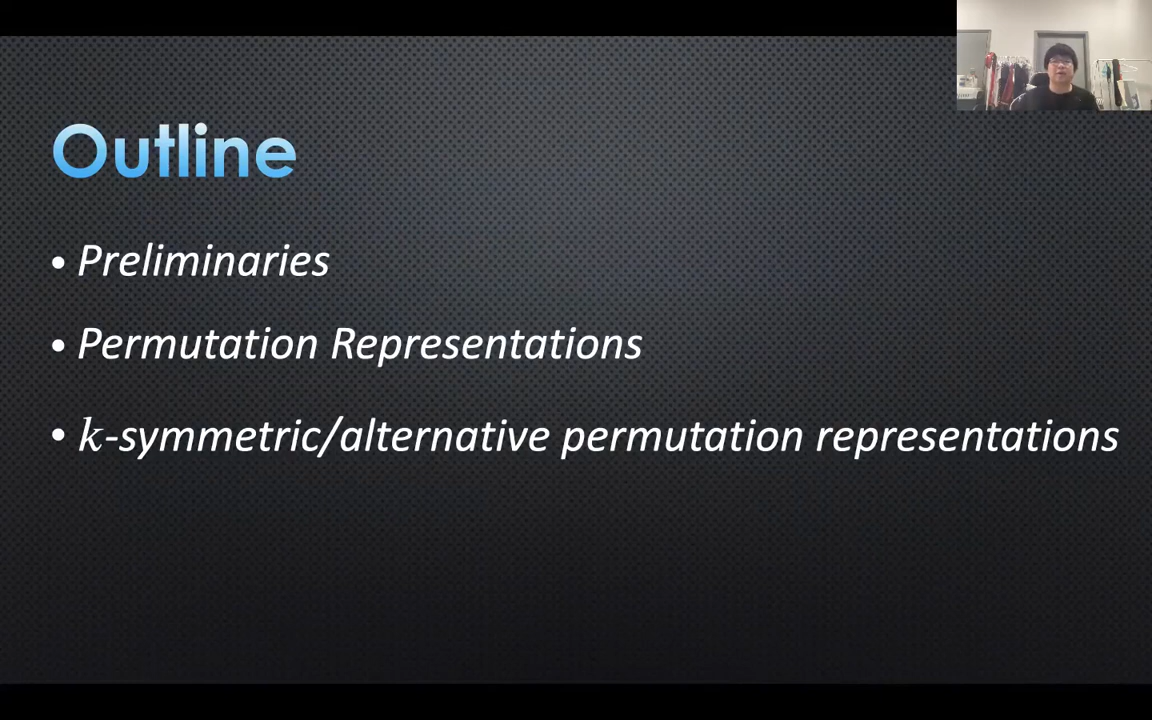 Outline
• Preliminaries
• Permutation Representations
• k-symmetric/alternative permutation representations